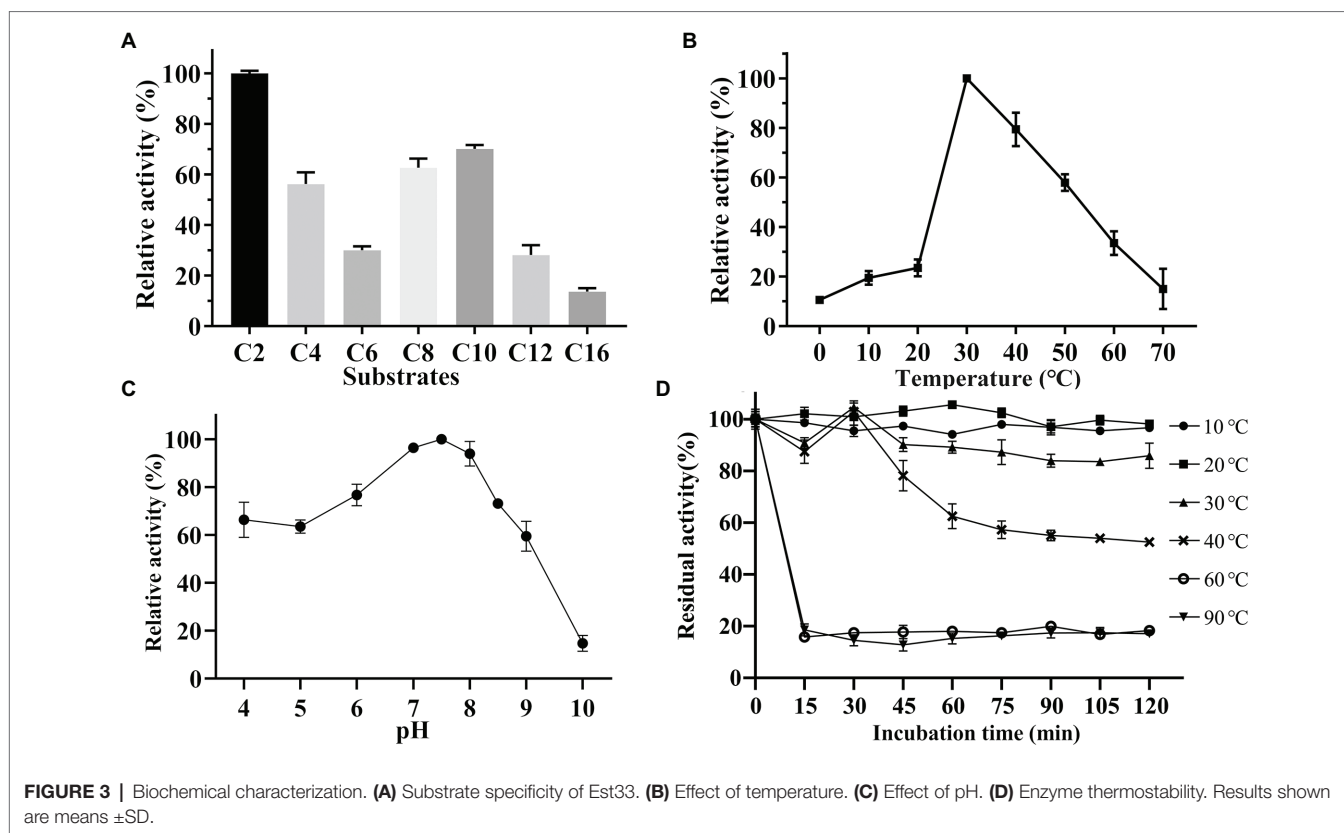 A
Relative activity (%)
100
80
60
40
20
0
C2 C4 C6 C8 C10 C12 C16
Substrates
B
Relative activity (%)
100
80
60
40
20
0
0 10 20 30 40 50 60 70
Temperature (°C)
C
Relative activity (%)
100
80
60
40
20
0
4 5 6 7 8 9 10
pH
D
Residual activity(%)
100
80
60
40
20
0
0 15 30 45 60 75 90 105 120
Incubation time (min)
10 °C
20 °C
30 °C
40 °C
60 °C
90 °C
FIGURE 3 | Biochemical characterization. (A) Substrate specificity of Est33. (B) Effect of temperature. (C) Effect of pH. (D) Enzyme thermostability. Results shown
are means ±SD.